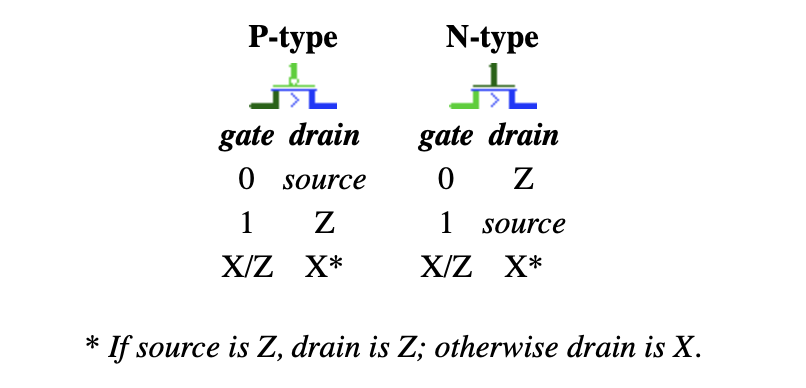 P-type N-type
gate drain gate drain
0 source 0 Z
1 Z 1 source
X/Z X* X/Z X*
* If source is Z, drain is Z; otherwise drain is X.